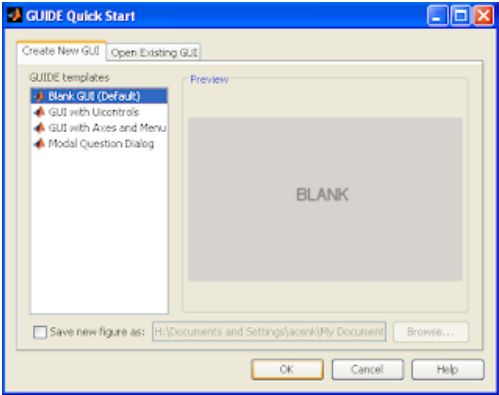 GUIDE Quick Start
Create New GUI
Open Existing GUI
GUIDE templates
Preview
Blank GUI (Default)
GUI with Uicontrols
GUI with Axes and Menu
Modal Question Dialog
BLANK
Save new figure as:
H:\Documents and Settings\acenk\My Document
Browse...
OK
Cancel
Help